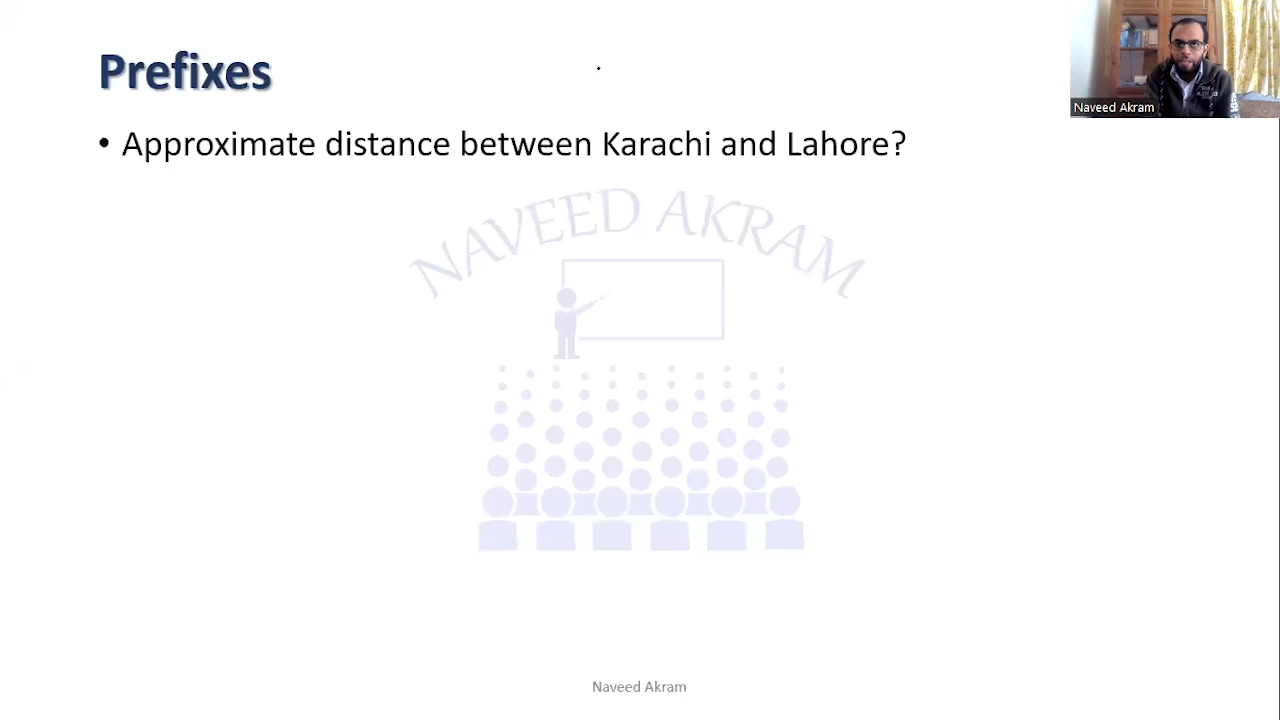 Prefixes
Naveed Akram
• Approximate distance between Karachi and Lahore?
NAVEED AKRAM
Naveed Akram